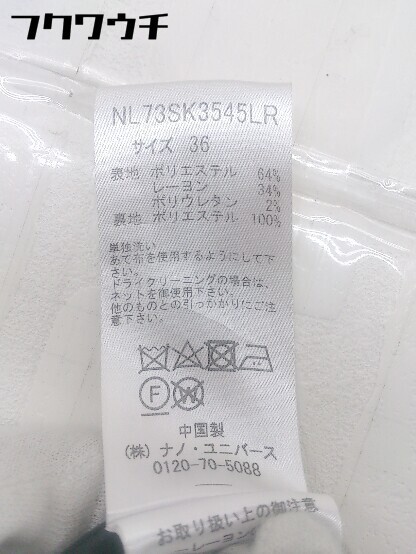 フクワウチ
NL73SK3545LR
サイズ 36
表地 ポリエステル 64%
レーヨン 34%
ポリウレタン 2%
裏地 ポリエステル 100%
単独洗い
あて布を使用するようにして下
さい。
ドライクリーニングの場合は、
ネットを御使用下さい。
他のものとの引っかかりにご注
意下さい。
F W
中国製
(株) ナノ・ユニバース
0120-70-5088
お取り扱い上の御注意